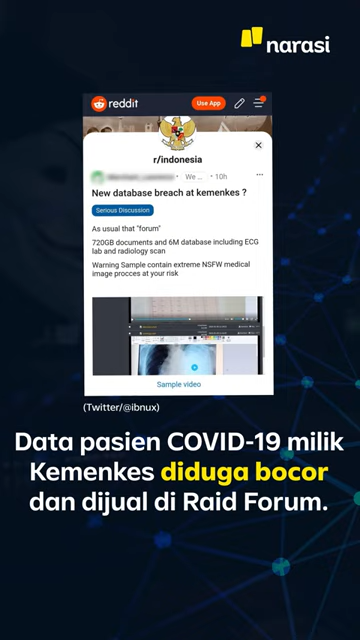 narasi
reddit
Use App
r/indonesia
We ...
10h
New database breach at kemenkes ?
Serious Discussion
As usual that "forum"
720GB documents and 6M database including ECG
lab and radiology scan
Warning Sample contain extreme NSFW medical
image procces at your risk
Sample video
(Twitter/@ibnux)
Data pasien COVID-19 milik
Kemenkes diduga bocor
dan dijual di Raid Forum.